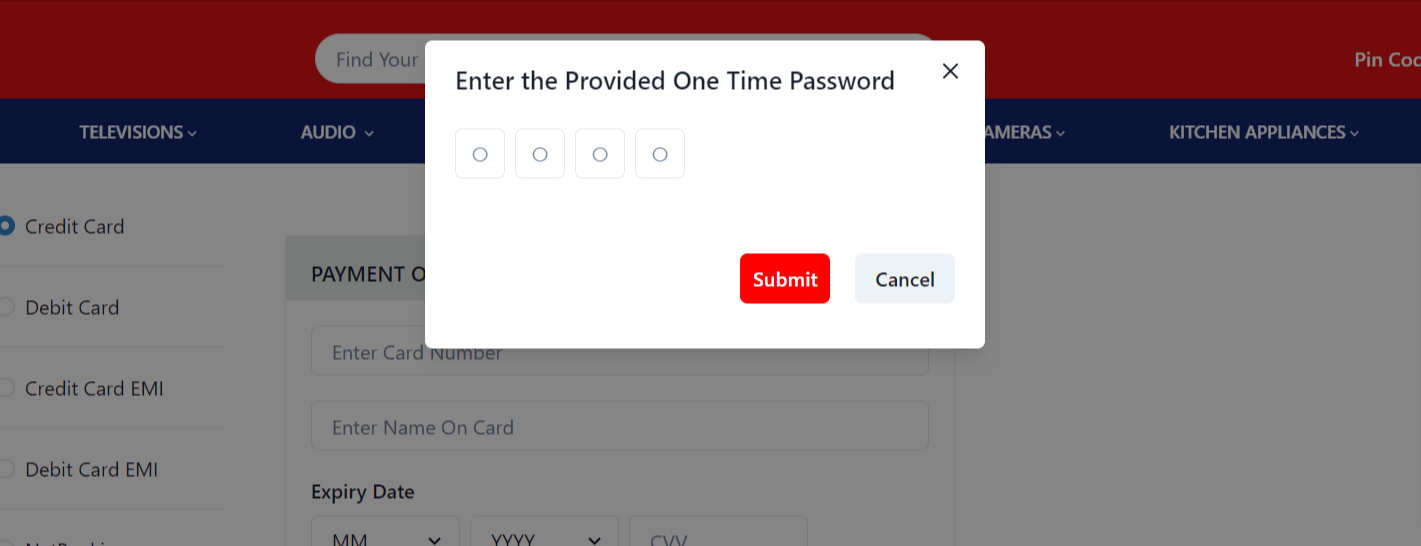 Find Your
Pin Cod
Enter the Provided One Time Password
TELEVISIONS
AUDIO
AMERAS
KITCHEN APPLIANCES
Submit
Cancel
Credit Card
Debit Card
Credit Card EMI
Debit Card EMI
PAYMENT O
Enter Card Number
Enter Name On Card
Expiry Date
MM
YYYY
CVV